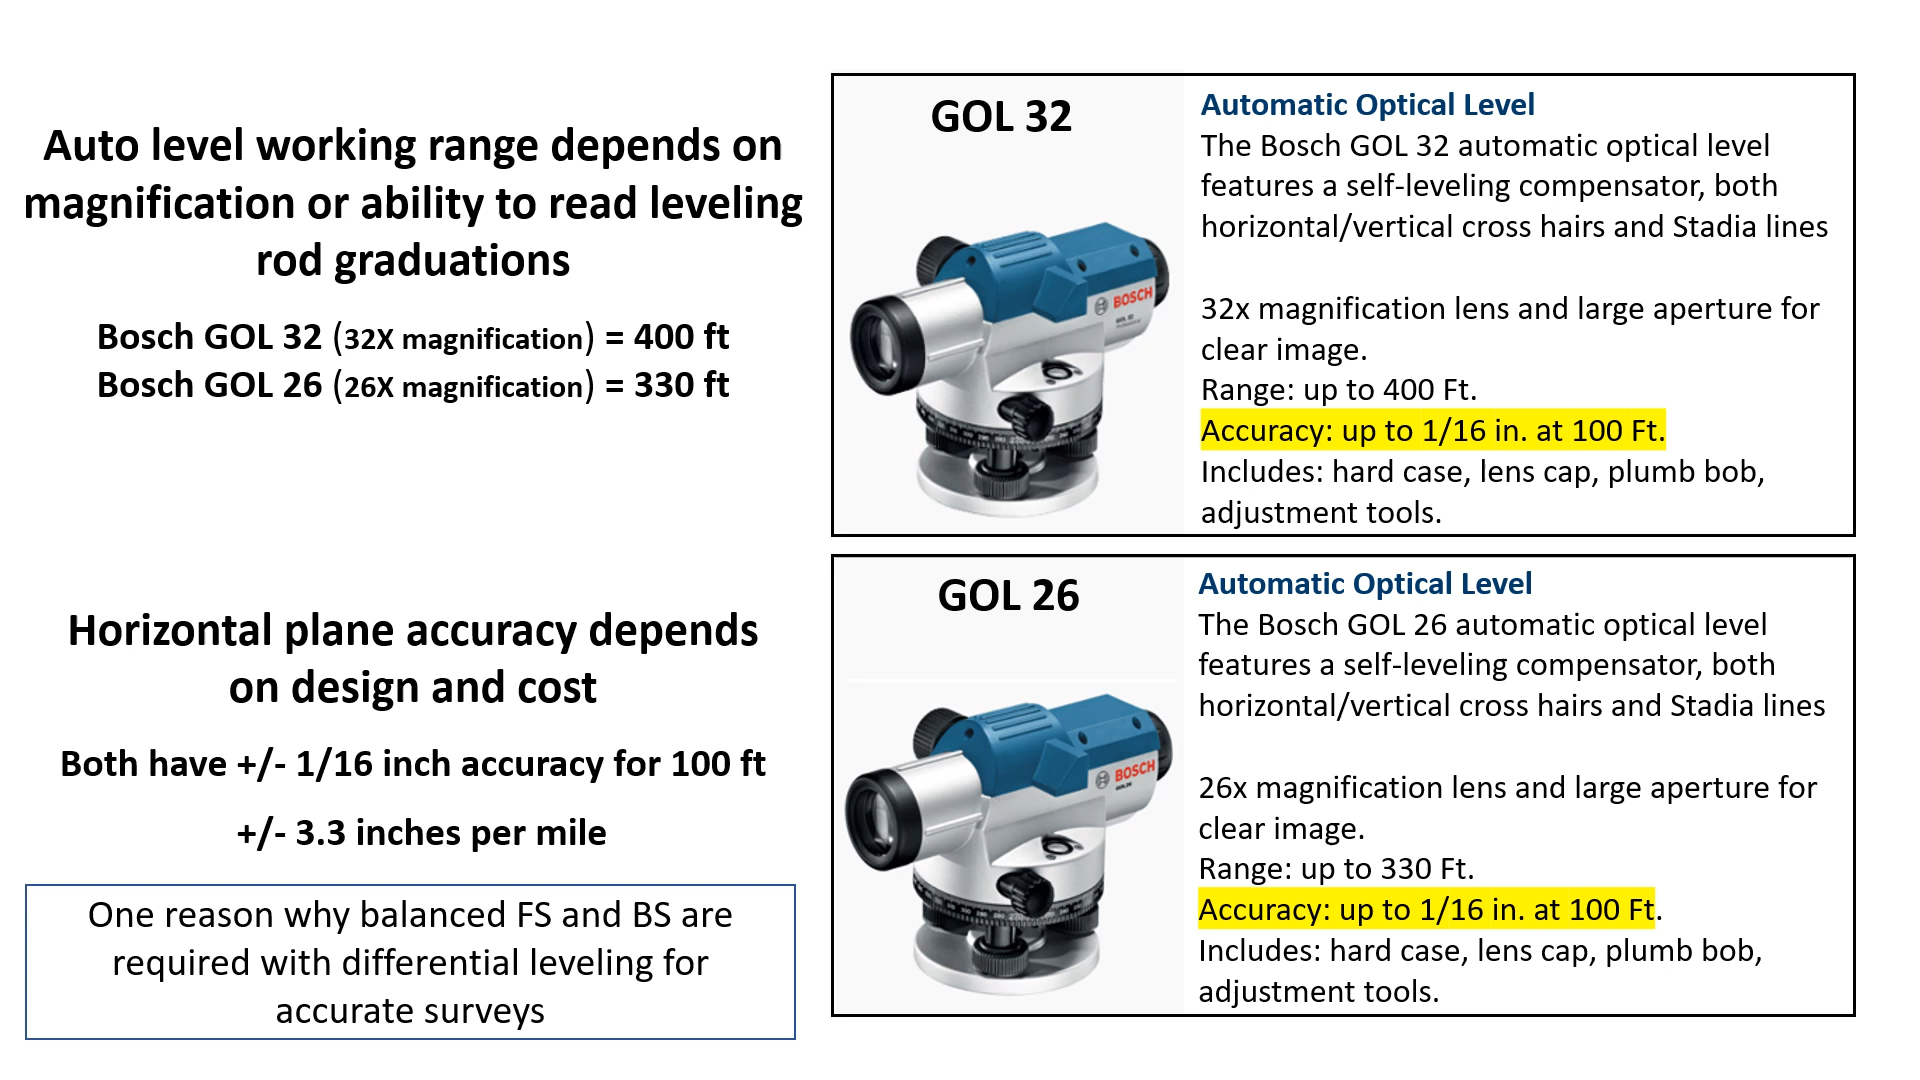 Auto level working range depends on
magnification or ability to read leveling
rod graduations
Bosch GOL 32 (32X magnification) = 400 ft
Bosch GOL 26 (26X magnification) = 330 ft
Horizontal plane accuracy depends
on design and cost
Both have +/- 1/16 inch accuracy for 100 ft
+/- 3.3 inches per mile
One reason why balanced FS and BS are
required with differential leveling for
accurate surveys
GOL 32
BOSCH
GOL 32
Automatic Optical Level
The Bosch GOL 32 automatic optical level
features a self-leveling compensator, both
horizontal/vertical cross hairs and Stadia lines
32x magnification lens and large aperture for
clear image.
Range: up to 400 Ft.
Accuracy: up to 1/16 in. at 100 Ft.
Includes: hard case, lens cap, plumb bob,
adjustment tools.
GOL 26
BOSCH
GOL 26
Automatic Optical Level
The Bosch GOL 26 automatic optical level
features a self-leveling compensator, both
horizontal/vertical cross hairs and Stadia lines
26x magnification lens and large aperture for
clear image.
Range: up to 330 Ft.
Accuracy: up to 1/16 in. at 100 Ft.
Includes: hard case, lens cap, plumb bob,
adjustment tools.